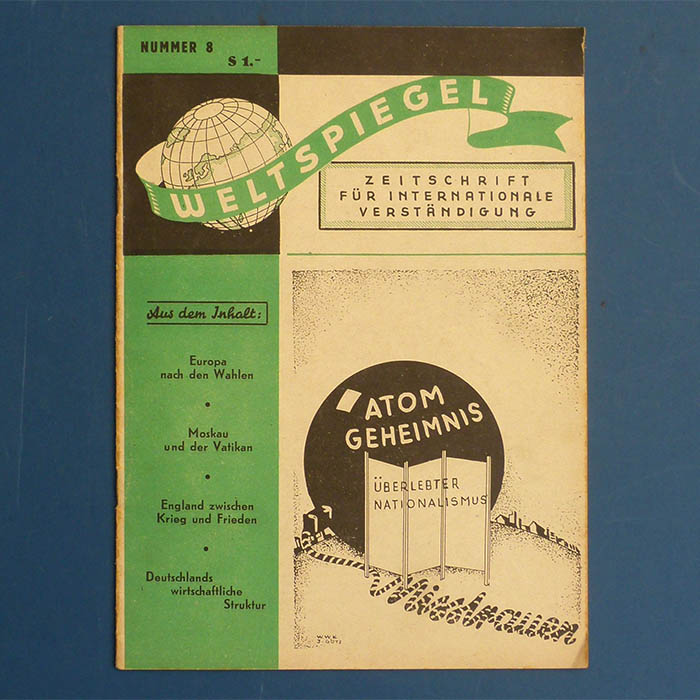 NUMMER 8
S 1.-
WELTSPIEGEL
ZEITSCHRIFT
FÜR INTERNATIONALE
VERSTÄNDIGUNG
Aus dem Inhalt:
Europa
nach den Wahlen
•
Moskau
und der Vatikan
•
England zwischen
Krieg und Frieden
•
Deutschlands
wirtschaftliche
Struktur
ATOM
GEHEIMNIS
ÜBERLEBTER
NATIONALISMUS
Misstrauen
W.W.K.